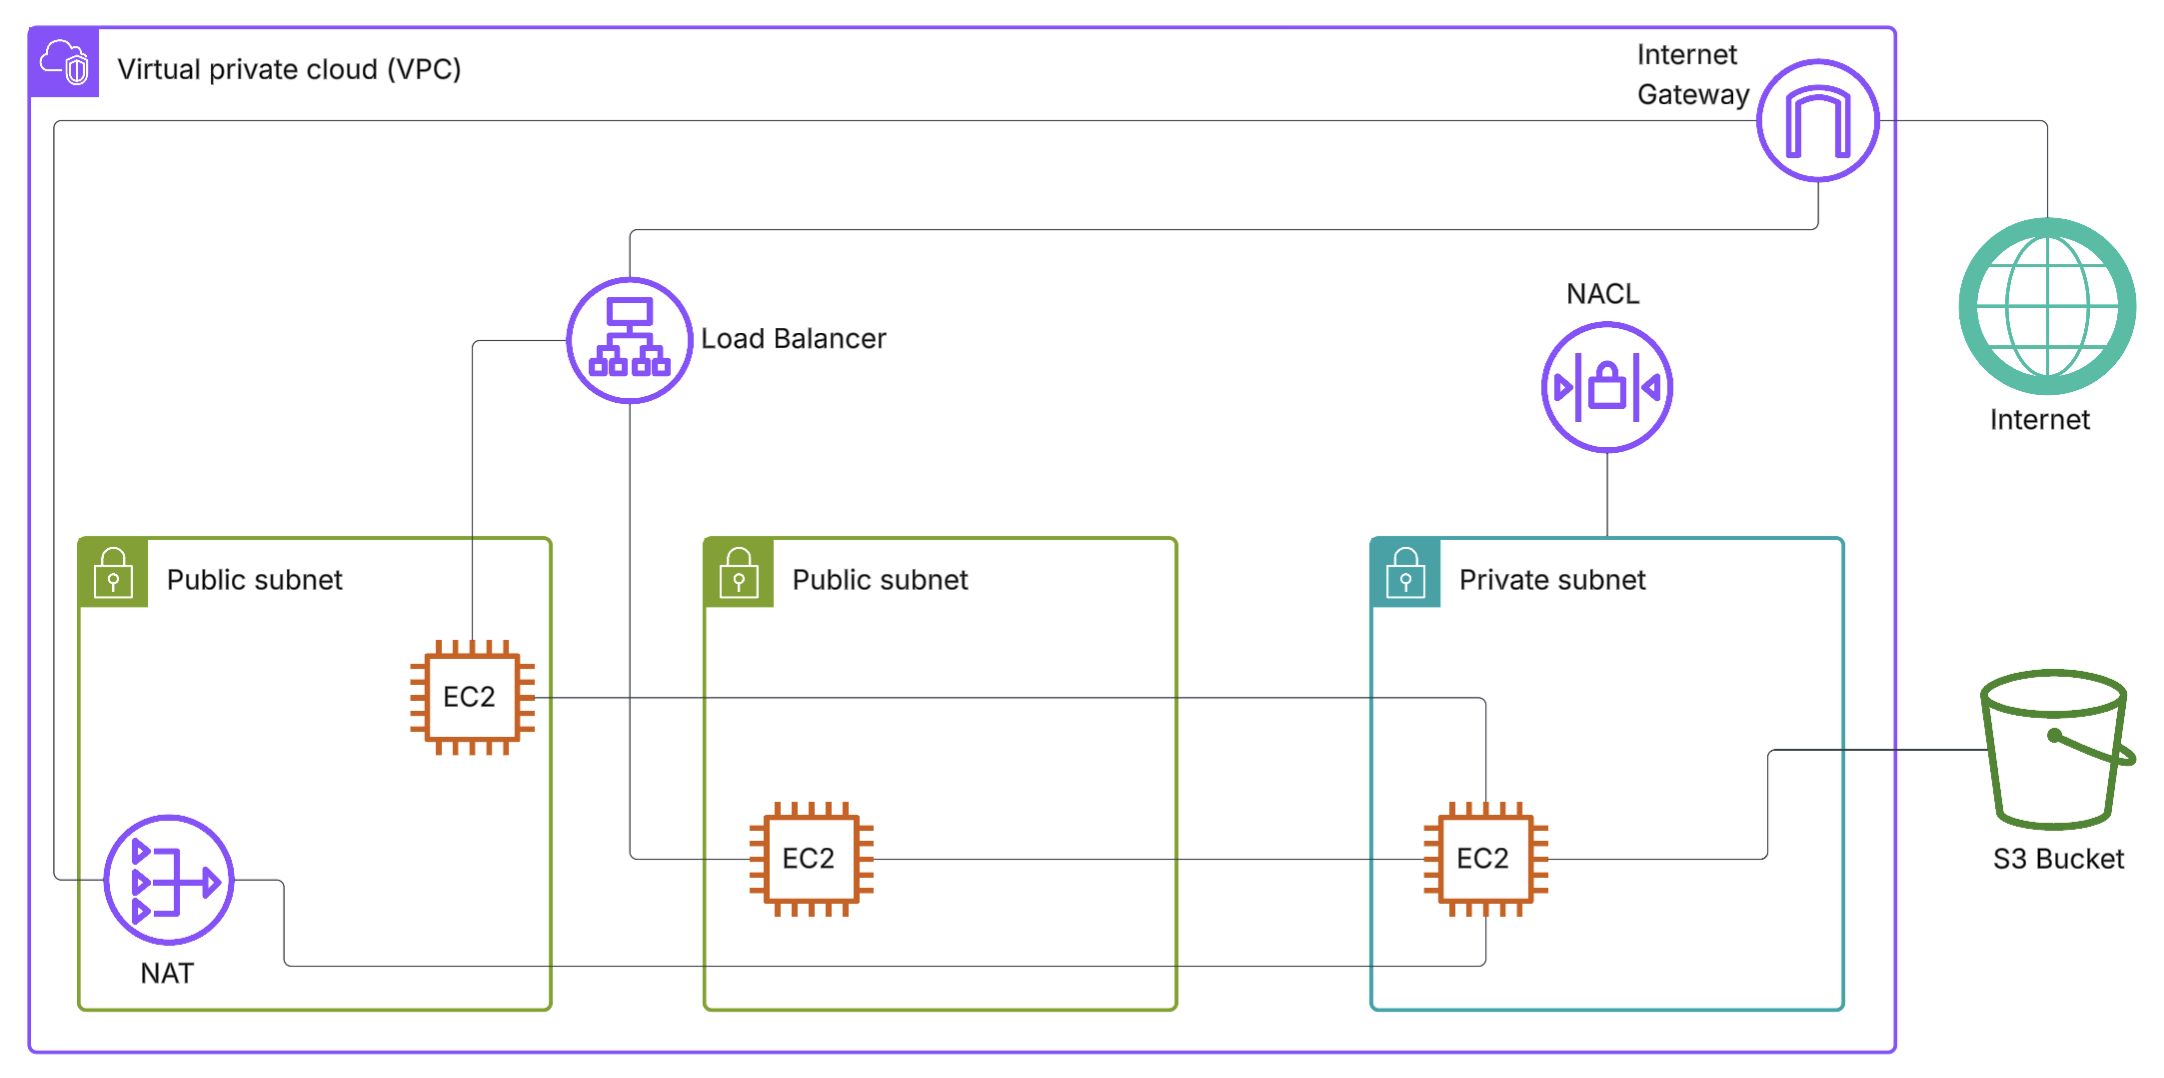 Virtual private cloud (VPC)
Internet
Gateway
NACL
Load Balancer
Internet
Public subnet
Public subnet
Private subnet
EC2
EC2
EC2
S3 Bucket
NAT